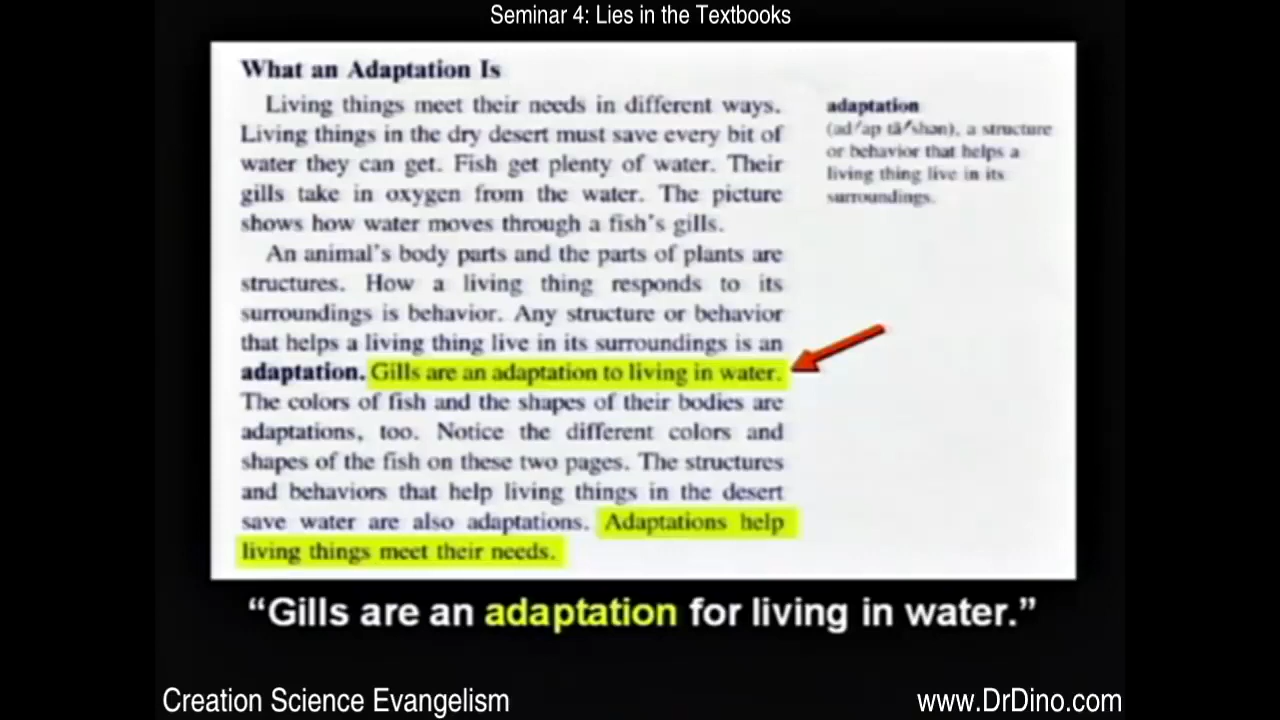 Seminar 4: Lies in the Textbooks
What an Adaptation Is
Living things meet their needs in different ways.
Living things in the dry desert must save every bit of
water they can get. Fish get plenty of water. Their
gills take in oxygen from the water. The picture
shows how water moves through a fish's gills.
An animal's body parts and the parts of plants are
structures. How a living thing responds to its
surroundings is behavior. Any structure or behavior
that helps a living thing live in its surroundings is an
adaptation. Gills are an adaptation to living in water.
The colors of fish and the shapes of their bodies are
adaptations, too. Notice the different colors and
shapes of the fish on these two pages. The structures
and behaviors that help living things in the desert
save water are also adaptations. Adaptations help
living things meet their needs.
adaptation
(ad′ap tā′shən), a structure
or behavior that helps a
living thing live in its
surroundings.
“Gills are an adaptation for living in water.”
Creation Science Evangelism
www.DrDino.com